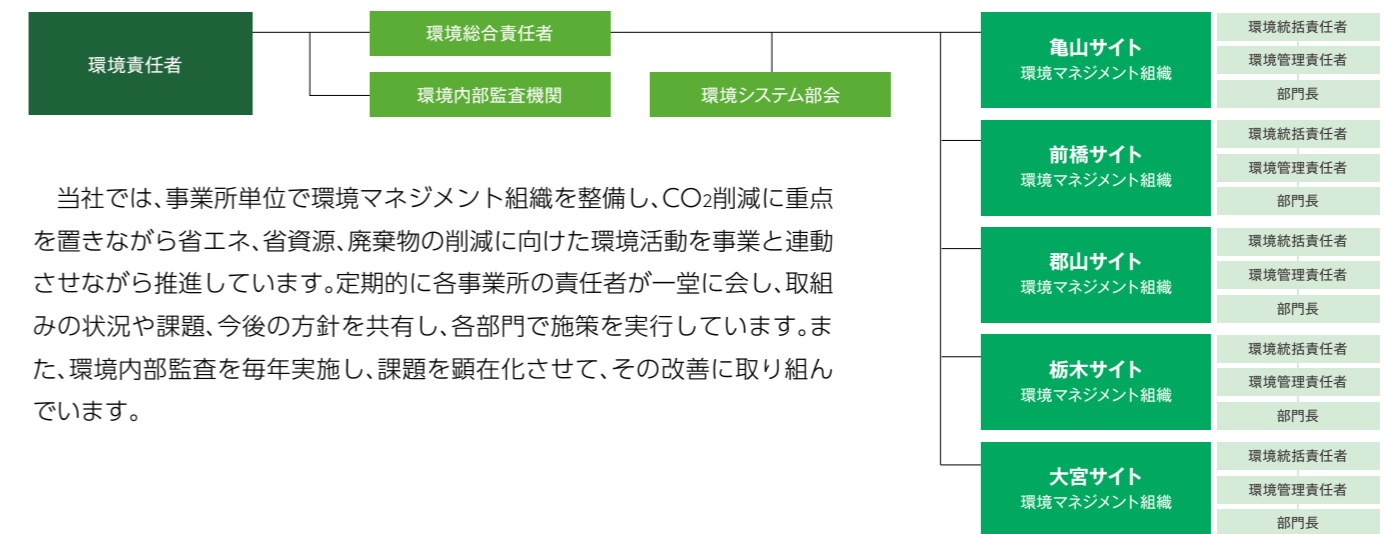 環境責任者
環境総合責任者
環境内部監査機関
環境システム部会
当社では、事業所単位で環境マネジメント組織を整備し、CO2削減に重点
を置きながら省エネ、省資源、廃棄物の削減に向けた環境活動を事業と連動
させながら推進しています。定期的に各事業所の責任者が一堂に会し、取組
みの状況や課題、今後の方針を共有し、各部門で施策を実行しています。ま
た、環境内部監査を毎年実施し、課題を顕在化させて、その改善に取り組ん
でいます。
亀山サイト
環境マネジメント組織
環境統括責任者
環境管理責任者
部門長
前橋サイト
環境マネジメント組織
環境統括責任者
環境管理責任者
部門長
郡山サイト
環境マネジメント組織
環境統括責任者
環境管理責任者
部門長
栃木サイト
環境マネジメント組織
環境統括責任者
環境管理責任者
部門長
大宮サイト
環境マネジメント組織
環境統括責任者
環境管理責任者
部門長